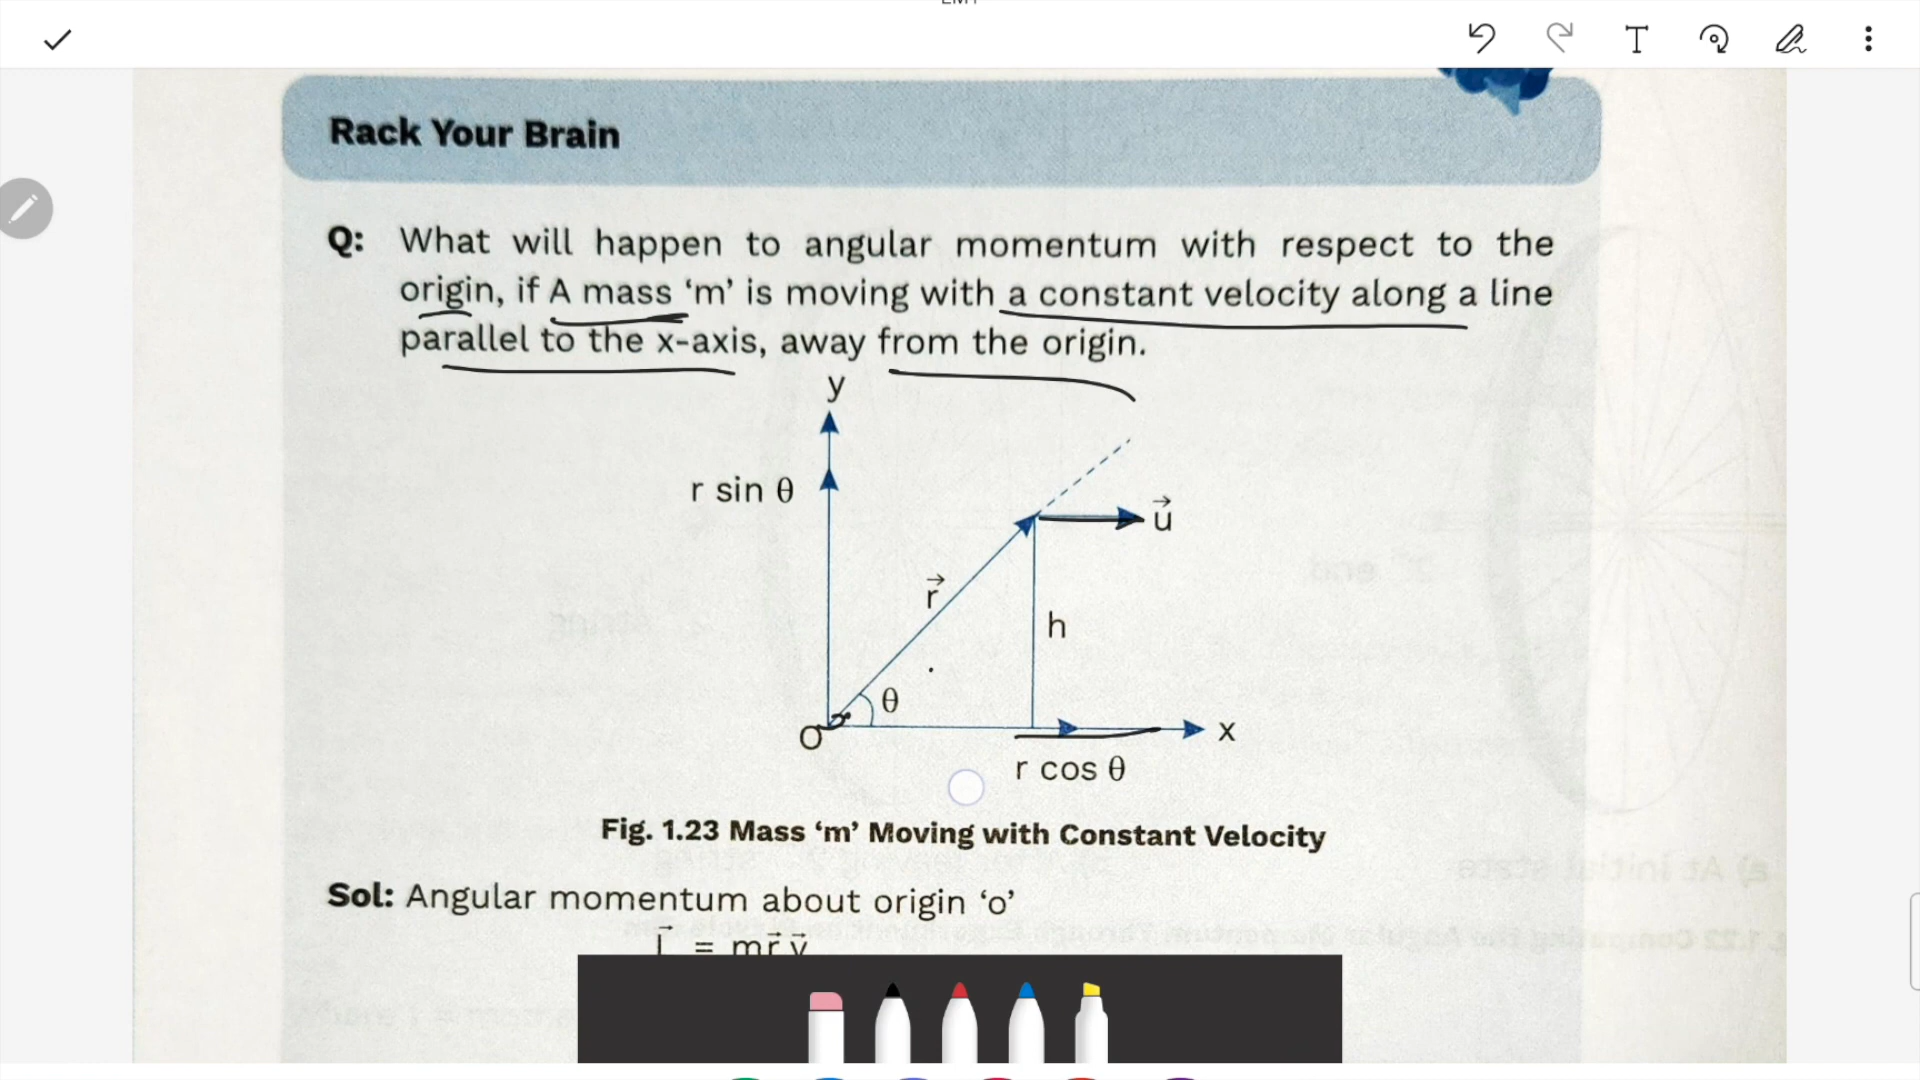 Rack Your Brain
Q: What will happen to angular momentum with respect to the
origin, if A mass ‘m’ is moving with a constant velocity along a line
parallel to the x-axis, away from the origin.
y
r sin θ
u⃗
r⃗
h
θ
O
x
r cos θ
Fig. 1.23 Mass ‘m’ Moving with Constant Velocity
Sol: Angular momentum about origin ‘o’
= mr⃗ v⃗